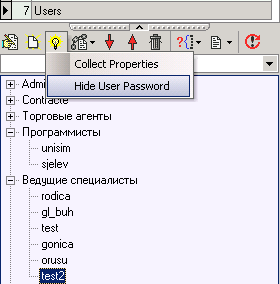 7 Users
Collect Properties
Hide User Password
Admi
Contracte
Торговые агенты
Программисты
unisim
sjelev
Ведущие специалисты
rodica
gl_buh
test
gonica
orusu
test2